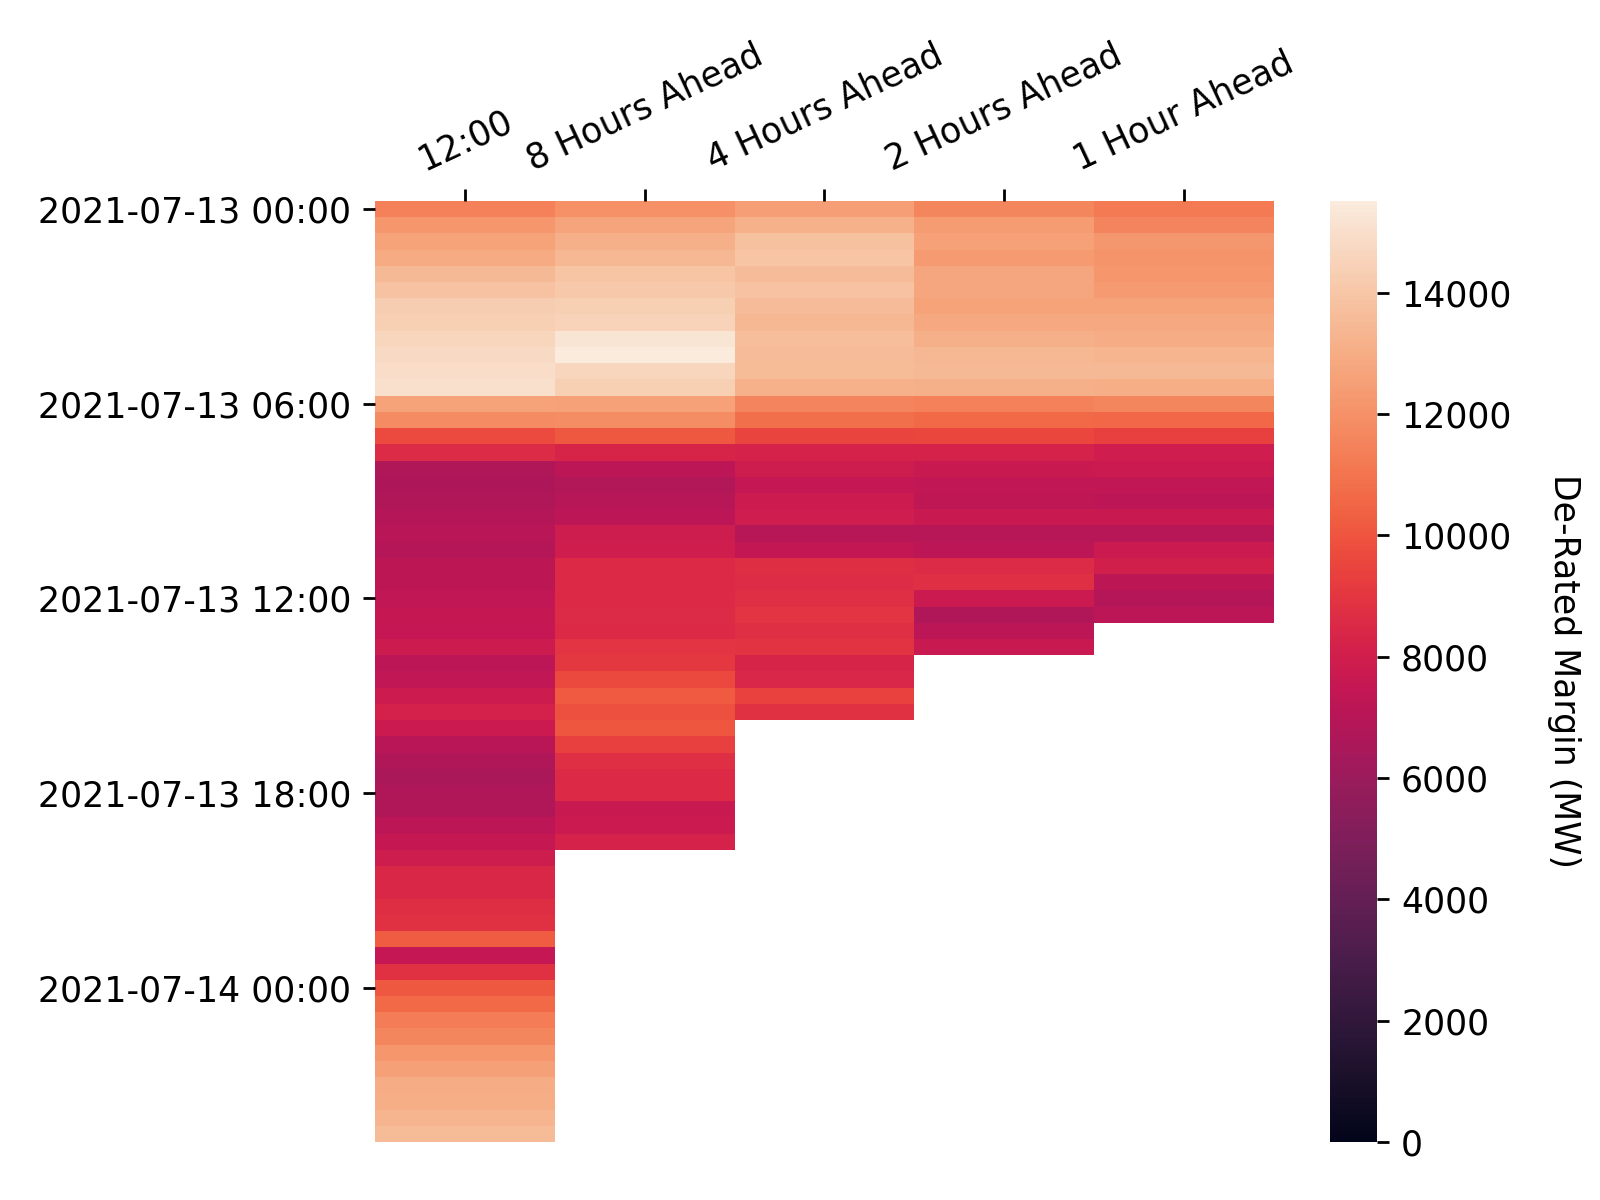 12:00
8 Hours Ahead
4 Hours Ahead
2 Hours Ahead
1 Hour Ahead
2021-07-13 00:00
2021-07-13 06:00
2021-07-13 12:00
2021-07-13 18:00
2021-07-14 00:00
14000
12000
10000
8000
6000
4000
2000
0
De-Rated Margin (MW)